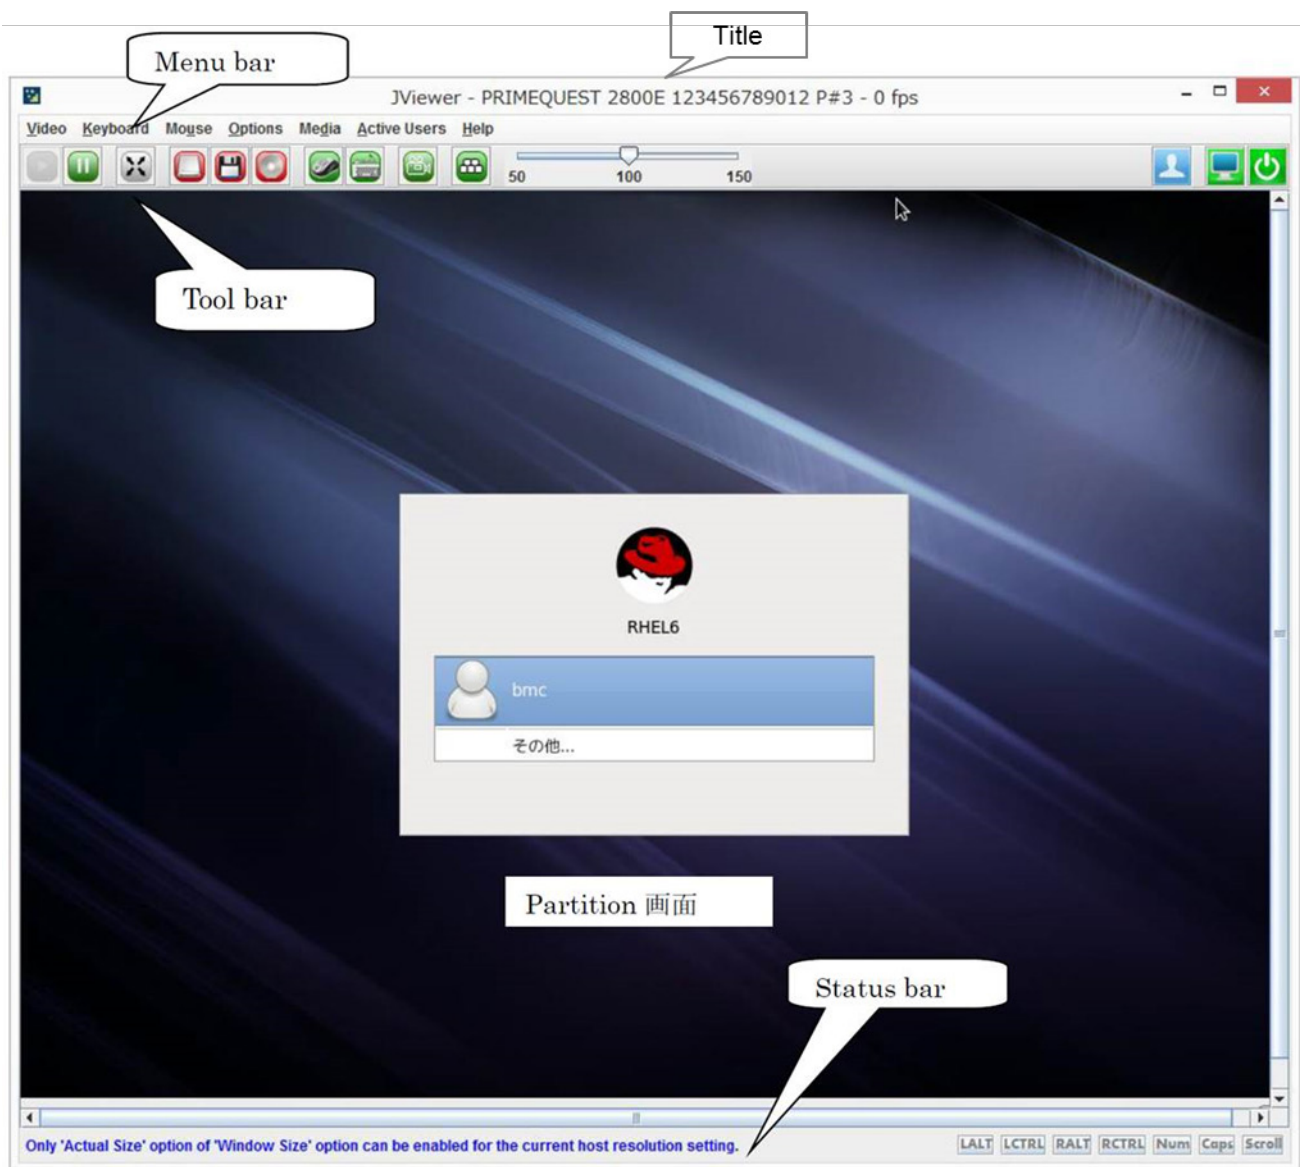 Title
Menu bar
JViewer - PRIMEQUEST 2800E 123456789012 P#3 - 0 fps
Video Keyboard Mouse Options Media Active Users Help
50 100 150
Tool bar
RHEL6
bmc
その他...
Partition 画面
Status bar
Only 'Actual Size' option of 'Window Size' option can be enabled for the current host resolution setting.
LALT LCTRL RALT RCTRL Num Caps Scroll